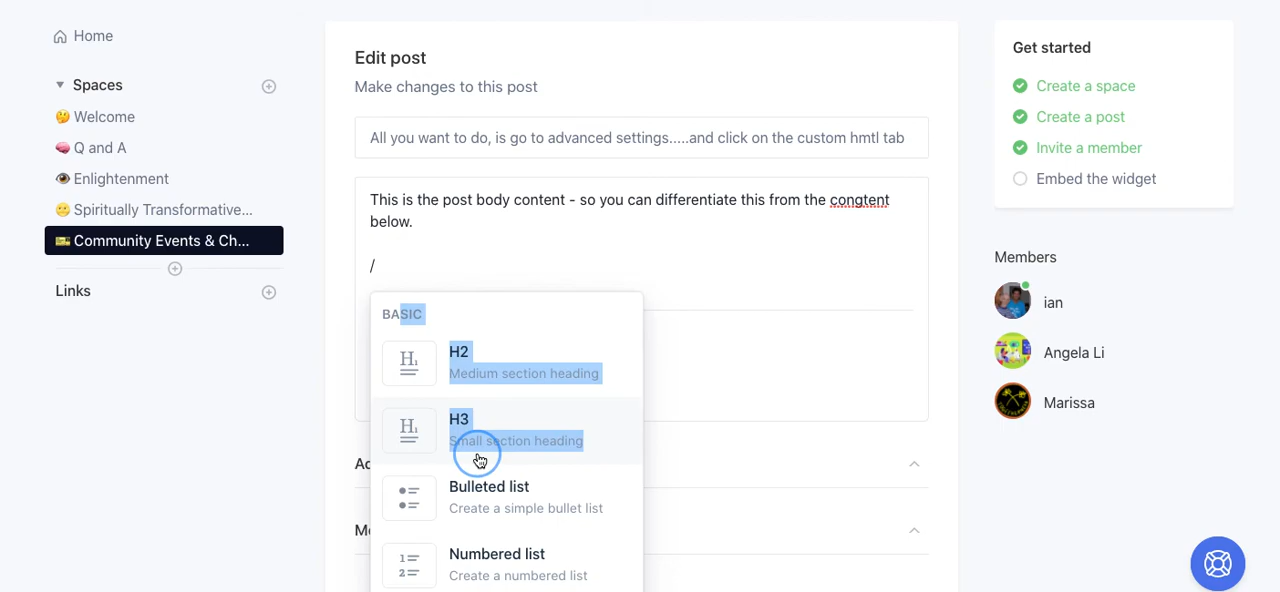 Home
Spaces
Welcome
Q and A
Enlightenment
Spiritually Transformative...
Community Events & Ch...
Links
Edit post
Make changes to this post
All you want to do, is go to advanced settings.....and click on the custom hmtl tab
This is the post body content - so you can differentiate this from the congtent
below.
/
BASIC
H2
Medium section heading
H3
Small section heading
Bulleted list
Create a simple bullet list
Numbered list
Create a numbered list
Get started
Create a space
Create a post
Invite a member
Embed the widget
Members
ian
Angela Li
Marissa